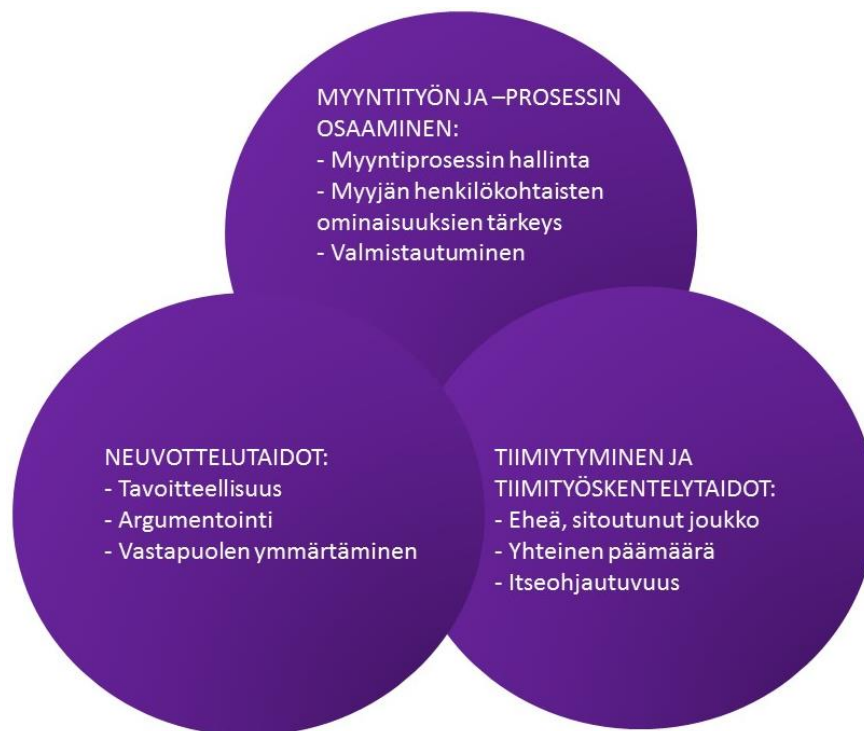 MYYNTITYÖN JA –PROSESSIN
OSAAMINEN:
- Myyntiprosessin hallinta
- Myyjän henkilökohtaisten
ominaisuuksien tärkeys
- Valmistautuminen
NEUVOTTELUTAIDOT:
- Tavoitteellisuus
- Argumentointi
- Vastapuolen ymmärtäminen
TIIMIYTYMINEN JA
TIIMITYÖSKENTELYTAIDOT:
- Eheä, sitoutunut joukko
- Yhteinen päämäärä
- Itseohjautuvuus